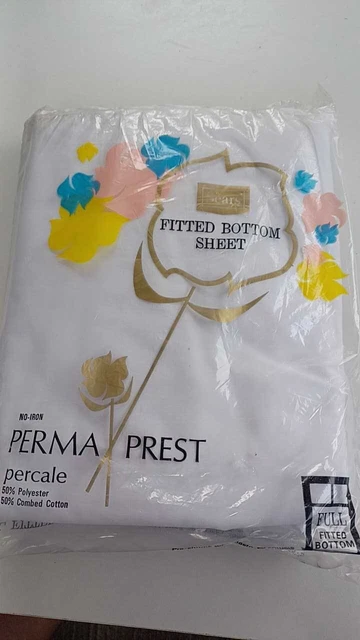 Sears
FITTED BOTTOM
SHEET
NO-IRON
PERMA PREST
percale
50% Polyester
50% Combed Cotton
FULL
FITTED
BOTTOM